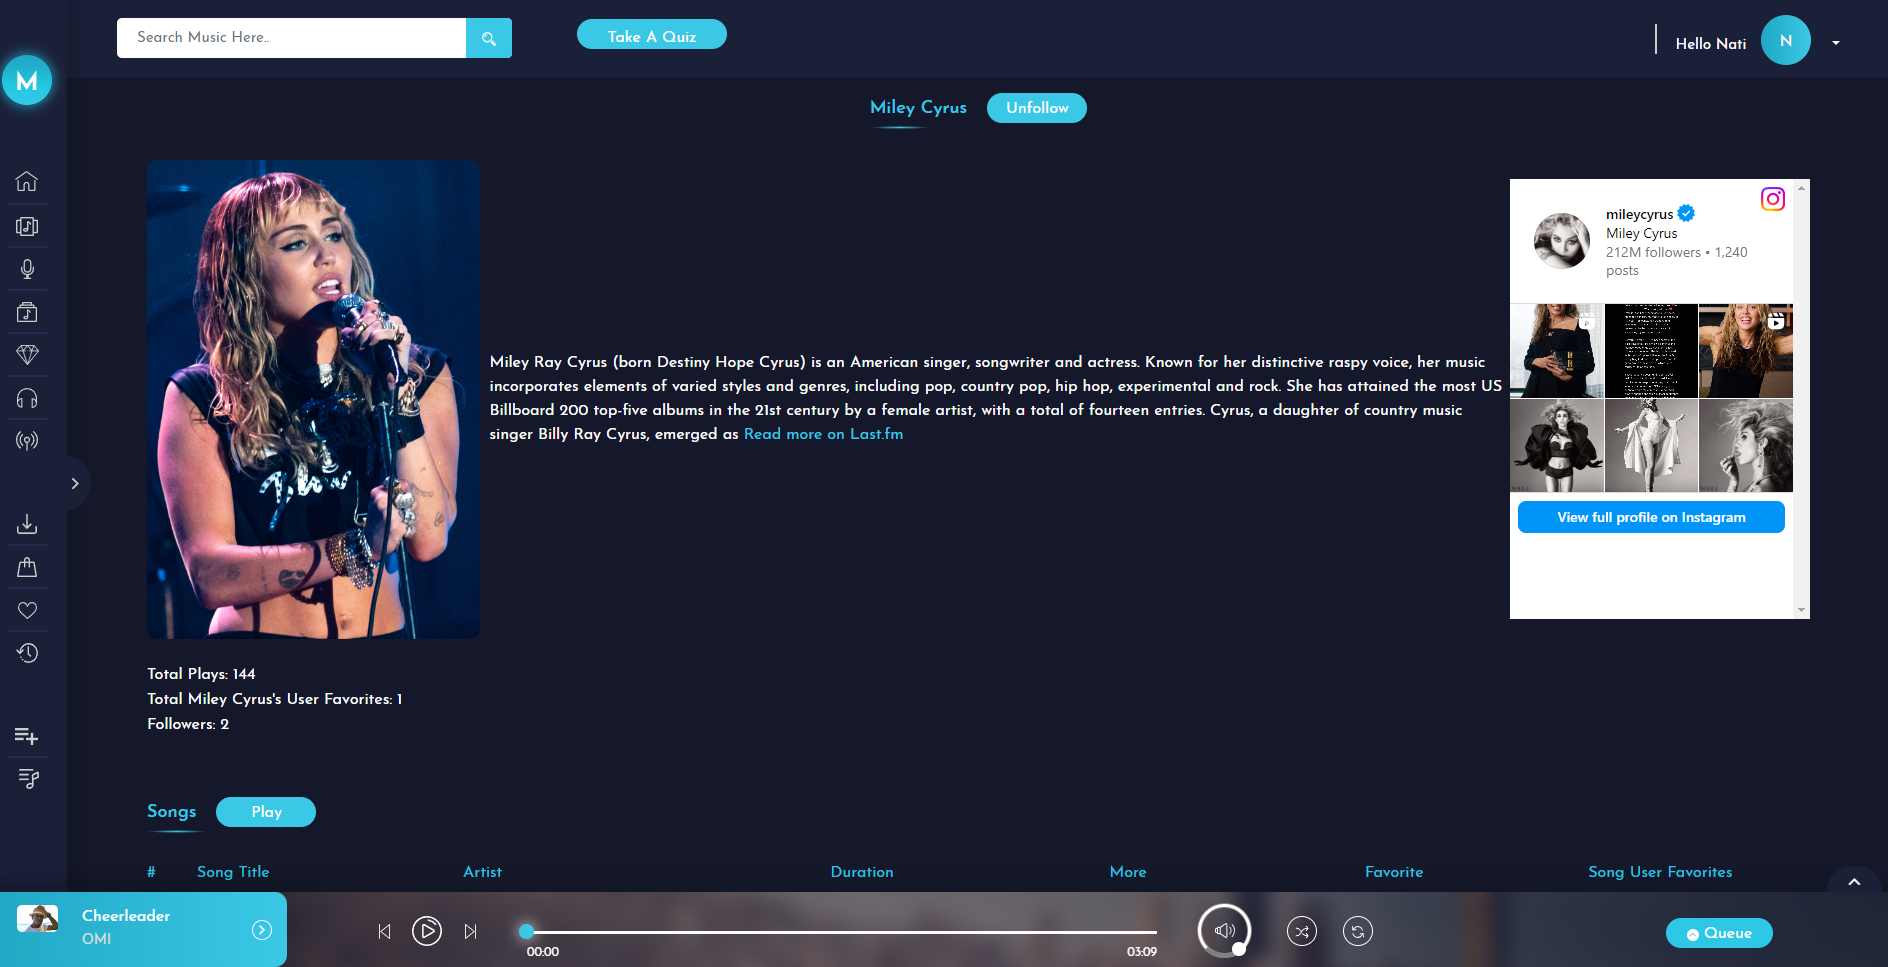 Search Music Here..
Take A Quiz
Hello Nati
N
M
Miley Cyrus
Unfollow
mileycyrus
Miley Cyrus
212M followers • 1,240
posts
Miley Ray Cyrus (born Destiny Hope Cyrus) is an American singer, songwriter and actress. Known for her distinctive raspy voice, her music
incorporates elements of varied styles and genres, including pop, country pop, hip hop, experimental and rock. She has attained the most US
Billboard 200 top-five albums in the 21st century by a female artist, with a total of fourteen entries. Cyrus, a daughter of country music
singer Billy Ray Cyrus, emerged as Read more on Last.fm
View full profile on Instagram
Total Plays: 144
Total Miley Cyrus's User Favorites: 1
Followers: 2
Songs
Play
# Song Title Artist Duration More Favorite Song User Favorites
Cheerleader
OMI
00:00
03:09
Queue